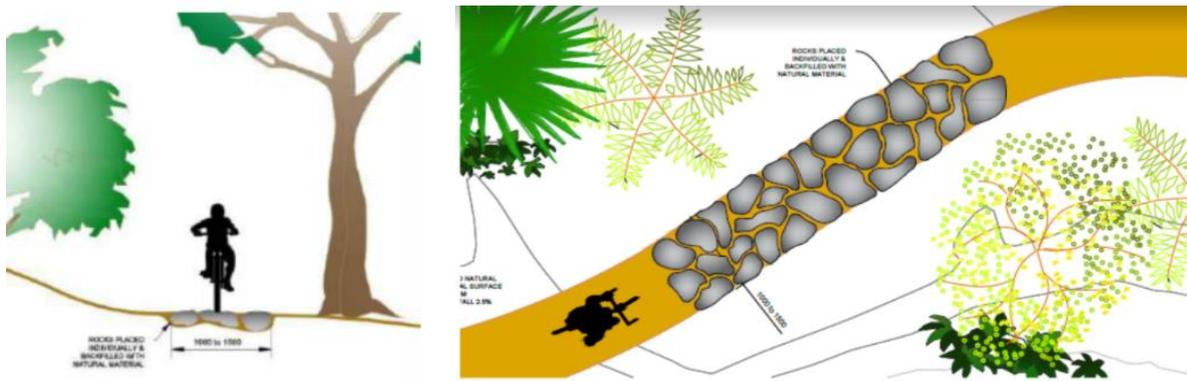 ROCKS PLACED
INDIVIDUALLY &
BACKFILLED WITH
NATURAL MATERIAL
1000 to 1500
ROCKS PLACED
INDIVIDUALLY &
BACKFILLED WITH
NATURAL MATERIAL
NATURAL
AL SURFACE
FALL 2.5%
1000 to 1500